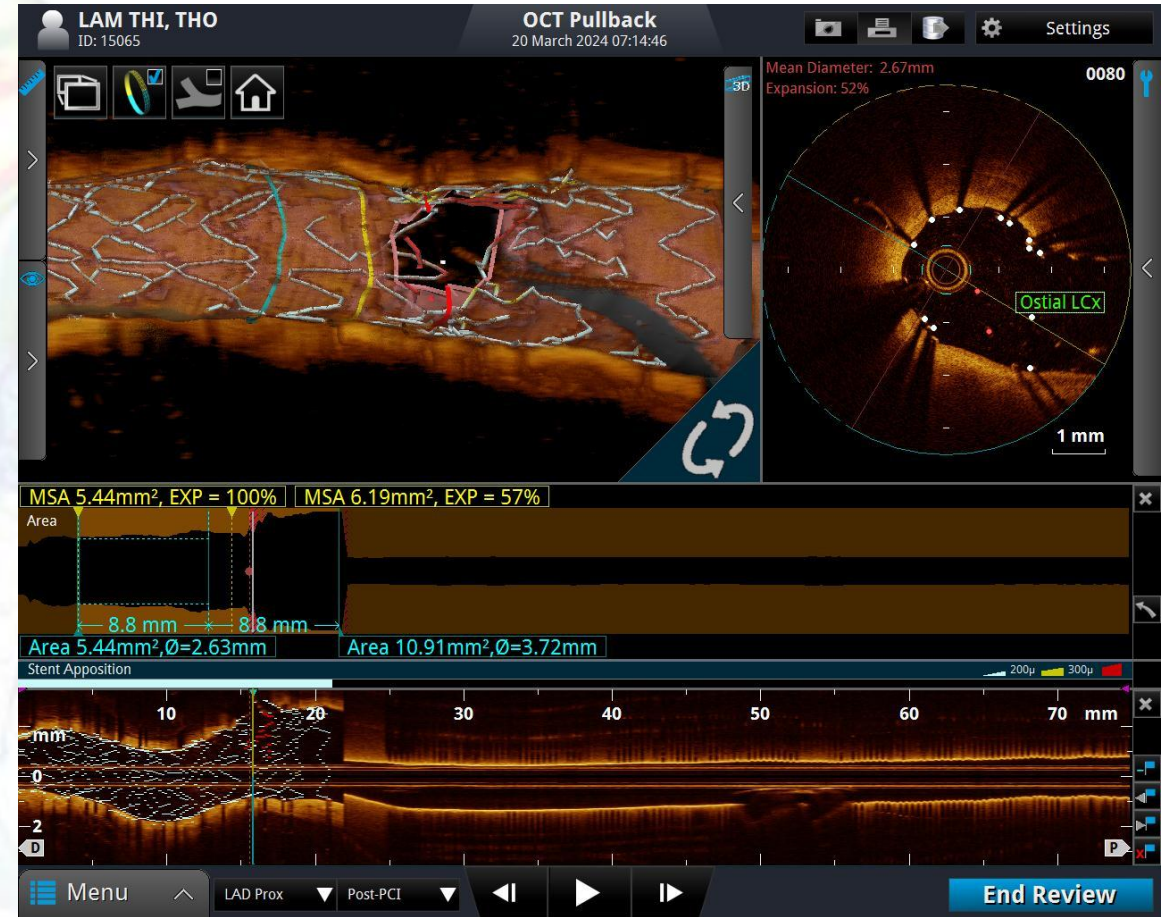 LAM THI, THO
ID: 15065
OCT Pullback
20 March 2024 07:14:46
Settings
3D
Mean Diameter: 2.67mm
Expansion: 52%
0080
Ostial LCx
1 mm
MSA 5.44mm², EXP = 100%
MSA 6.19mm², EXP = 57%
Area
8.8 mm
8.8 mm
Area 5.44mm²,Ø=2.63mm
Area 10.91mm²,Ø=3.72mm
Stent Apposition
200µ
300µ
10 20 30 40 50 60 70 mm
mm
0
2
D
P
Menu
LAD Prox
Post-PCI
End Review